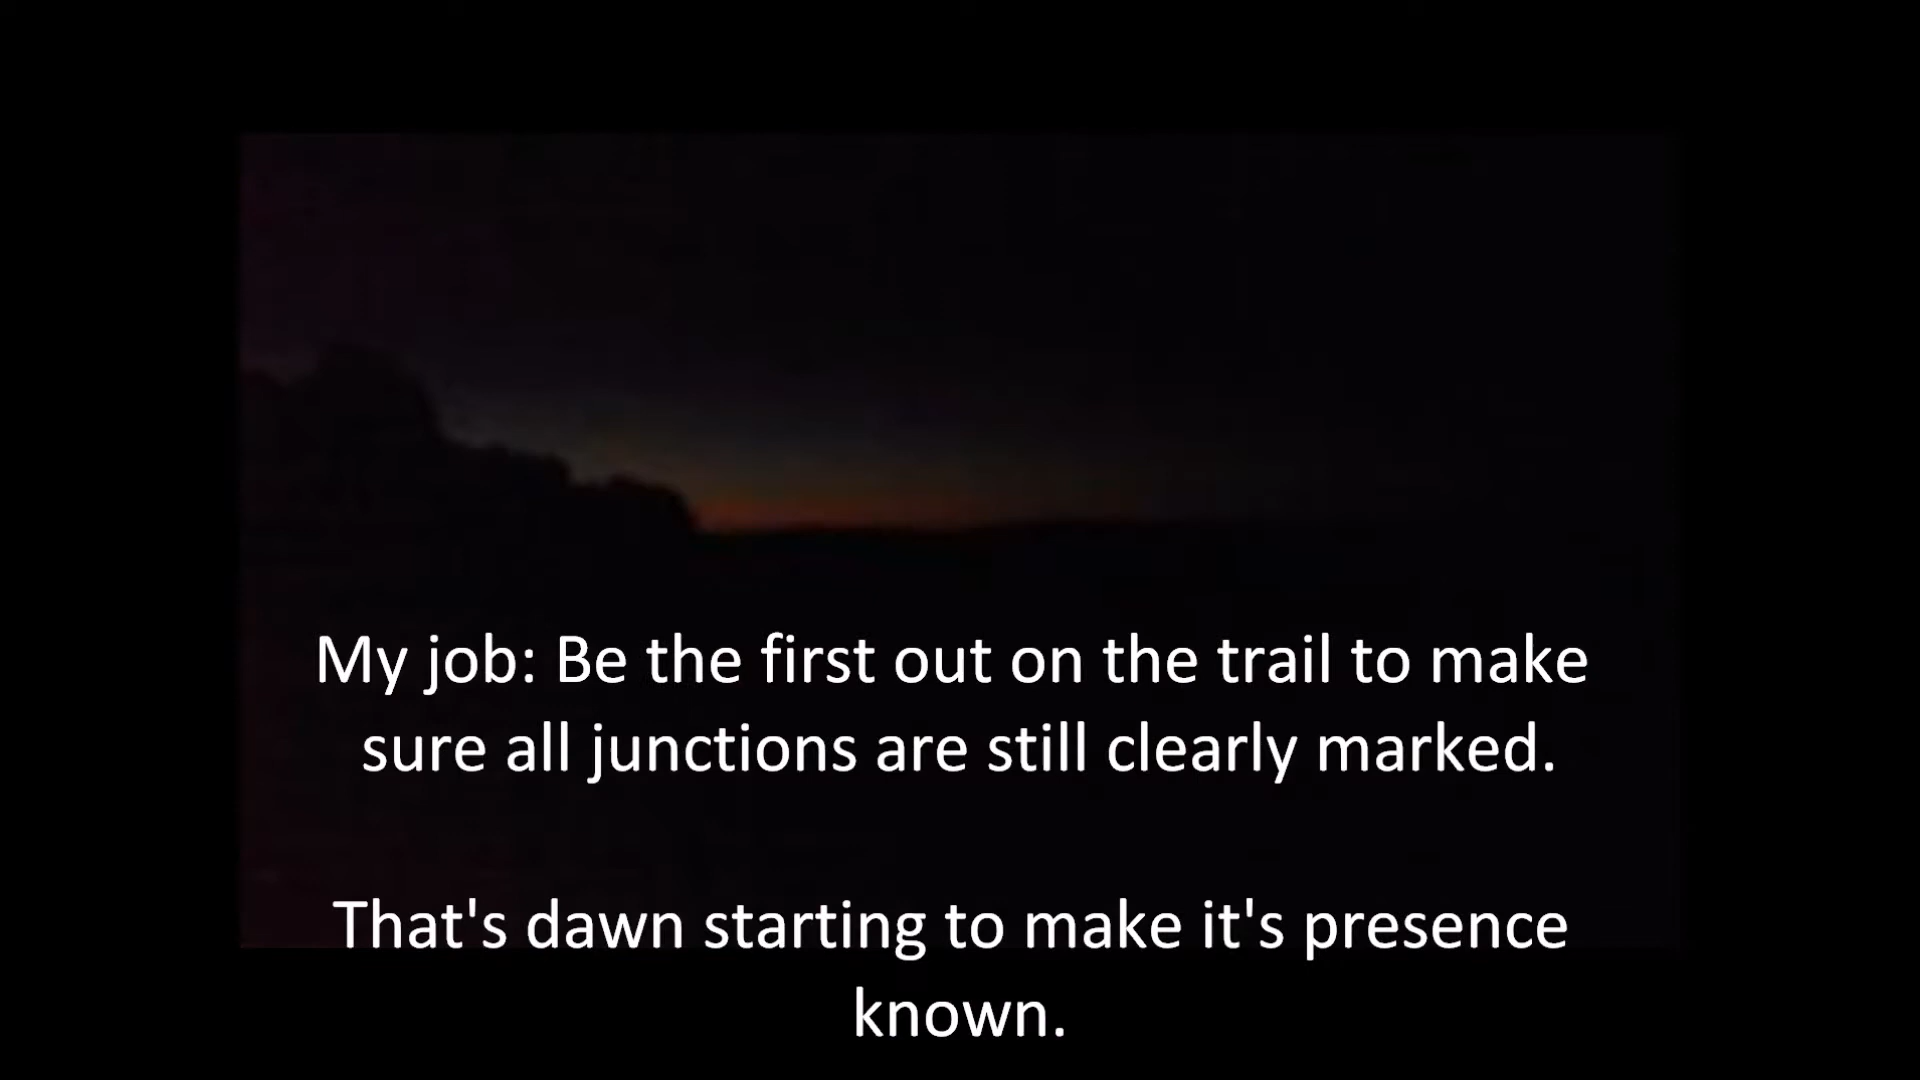 My job: Be the first out on the trail to make
sure all junctions are still clearly marked.
That's dawn starting to make it's presence
known.